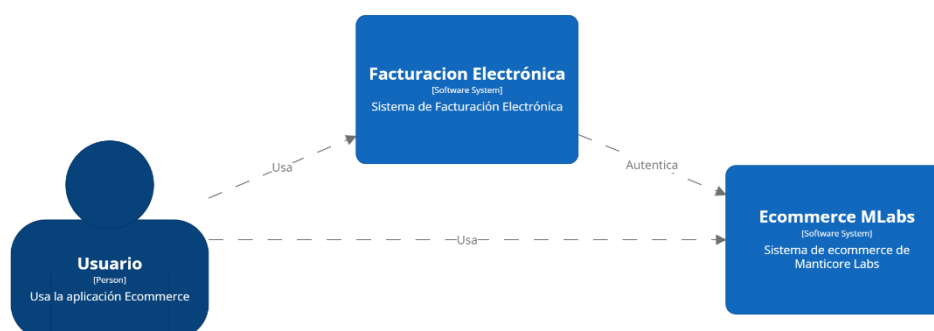 Facturacion Electrónica
[Software System]
Sistema de Facturación Electrónica
Usa
Autentica
Usa
Usuario
[Person]
Usa la aplicación Ecommerce
Ecommerce MLabs
[Software System]
Sistema de ecommerce de
Manticore Labs